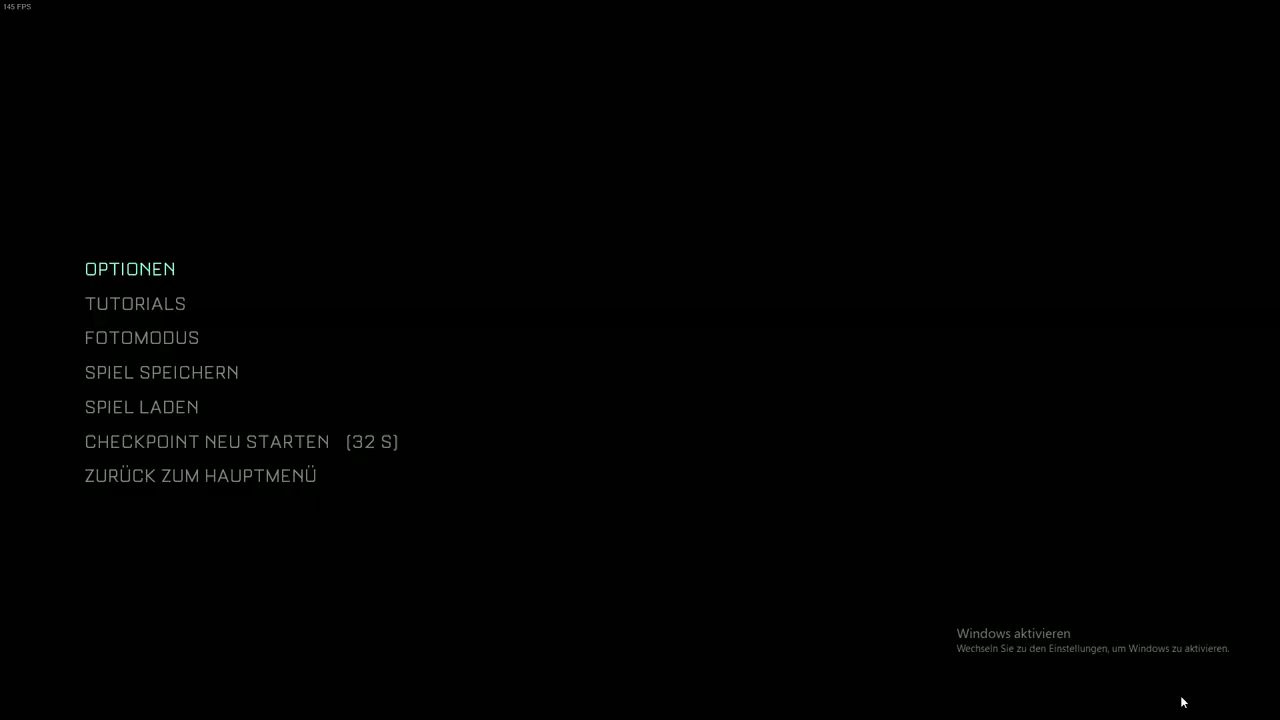 145 FPS
OPTIONEN
TUTORIALS
FOTOMODUS
SPIEL SPEICHERN
SPIEL LADEN
CHECKPOINT NEU STARTEN (32 S)
ZURÜCK ZUM HAUPTMENÜ
Windows aktivieren
Wechseln Sie zu den Einstellungen, um Windows zu aktivieren.